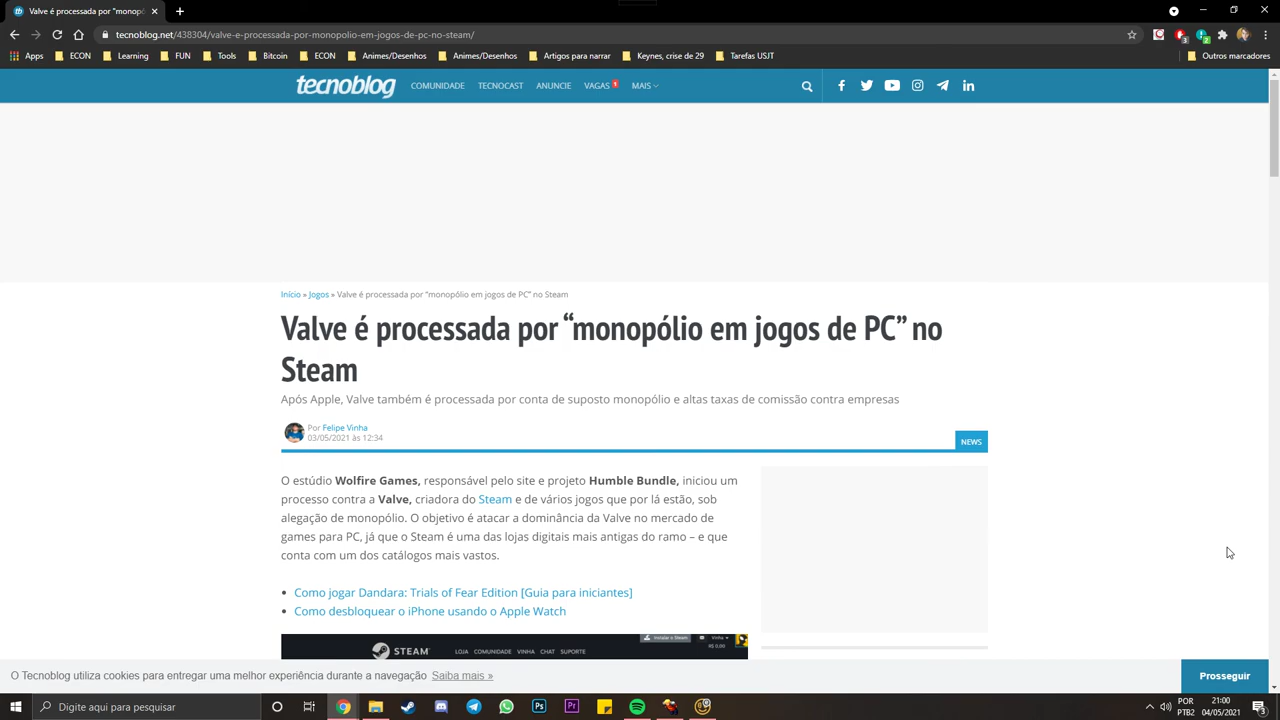 Valve é processada por "monopó
tecnoblog.net/438304/valve-e-processada-por-monopolio-em-jogos-de-pc-no-steam/
Apps ECON Learning English FUN Tools Bitcoin ECON Animes/Desenhos Animes/Desenhos Artigos para narrar Keynes, crise de 29 Tarefas USJT Outros marcadores
tecnoblog COMUNIDADE TECNOCAST ANUNCIE VAGAS MAIS
Início » Jogos » Valve é processada por “monopólio em jogos de PC” no Steam
Valve é processada por “monopólio em jogos de PC” no
Steam
Após Apple, Valve também é processada por conta de suposto monopólio e altas taxas de comissão contra empresas
Por Felipe Vinha
03/05/2021 às 12:34
NEWS
O estúdio Wolfire Games, responsável pelo site e projeto Humble Bundle, iniciou um
processo contra a Valve, criadora do Steam e de vários jogos que por lá estão, sob
alegação de monopólio. O objetivo é atacar a dominância da Valve no mercado de
games para PC, já que o Steam é uma das lojas digitais mais antigas do ramo – e que
conta com um dos catálogos mais vastos.
Como jogar Dandara: Trials of Fear Edition [Guia para iniciantes]
Como desbloquear o iPhone usando o Apple Watch
Instalar o Steam Vinha
R$ 0,00
STEAM LOJA COMUNIDADE VINHA CHAT SUPORTE
O Tecnoblog utiliza cookies para entregar uma melhor experiência durante a navegação Saiba mais »
Prosseguir
Digite aqui para pesquisar
POR 21:00
PTB2 04/05/2021